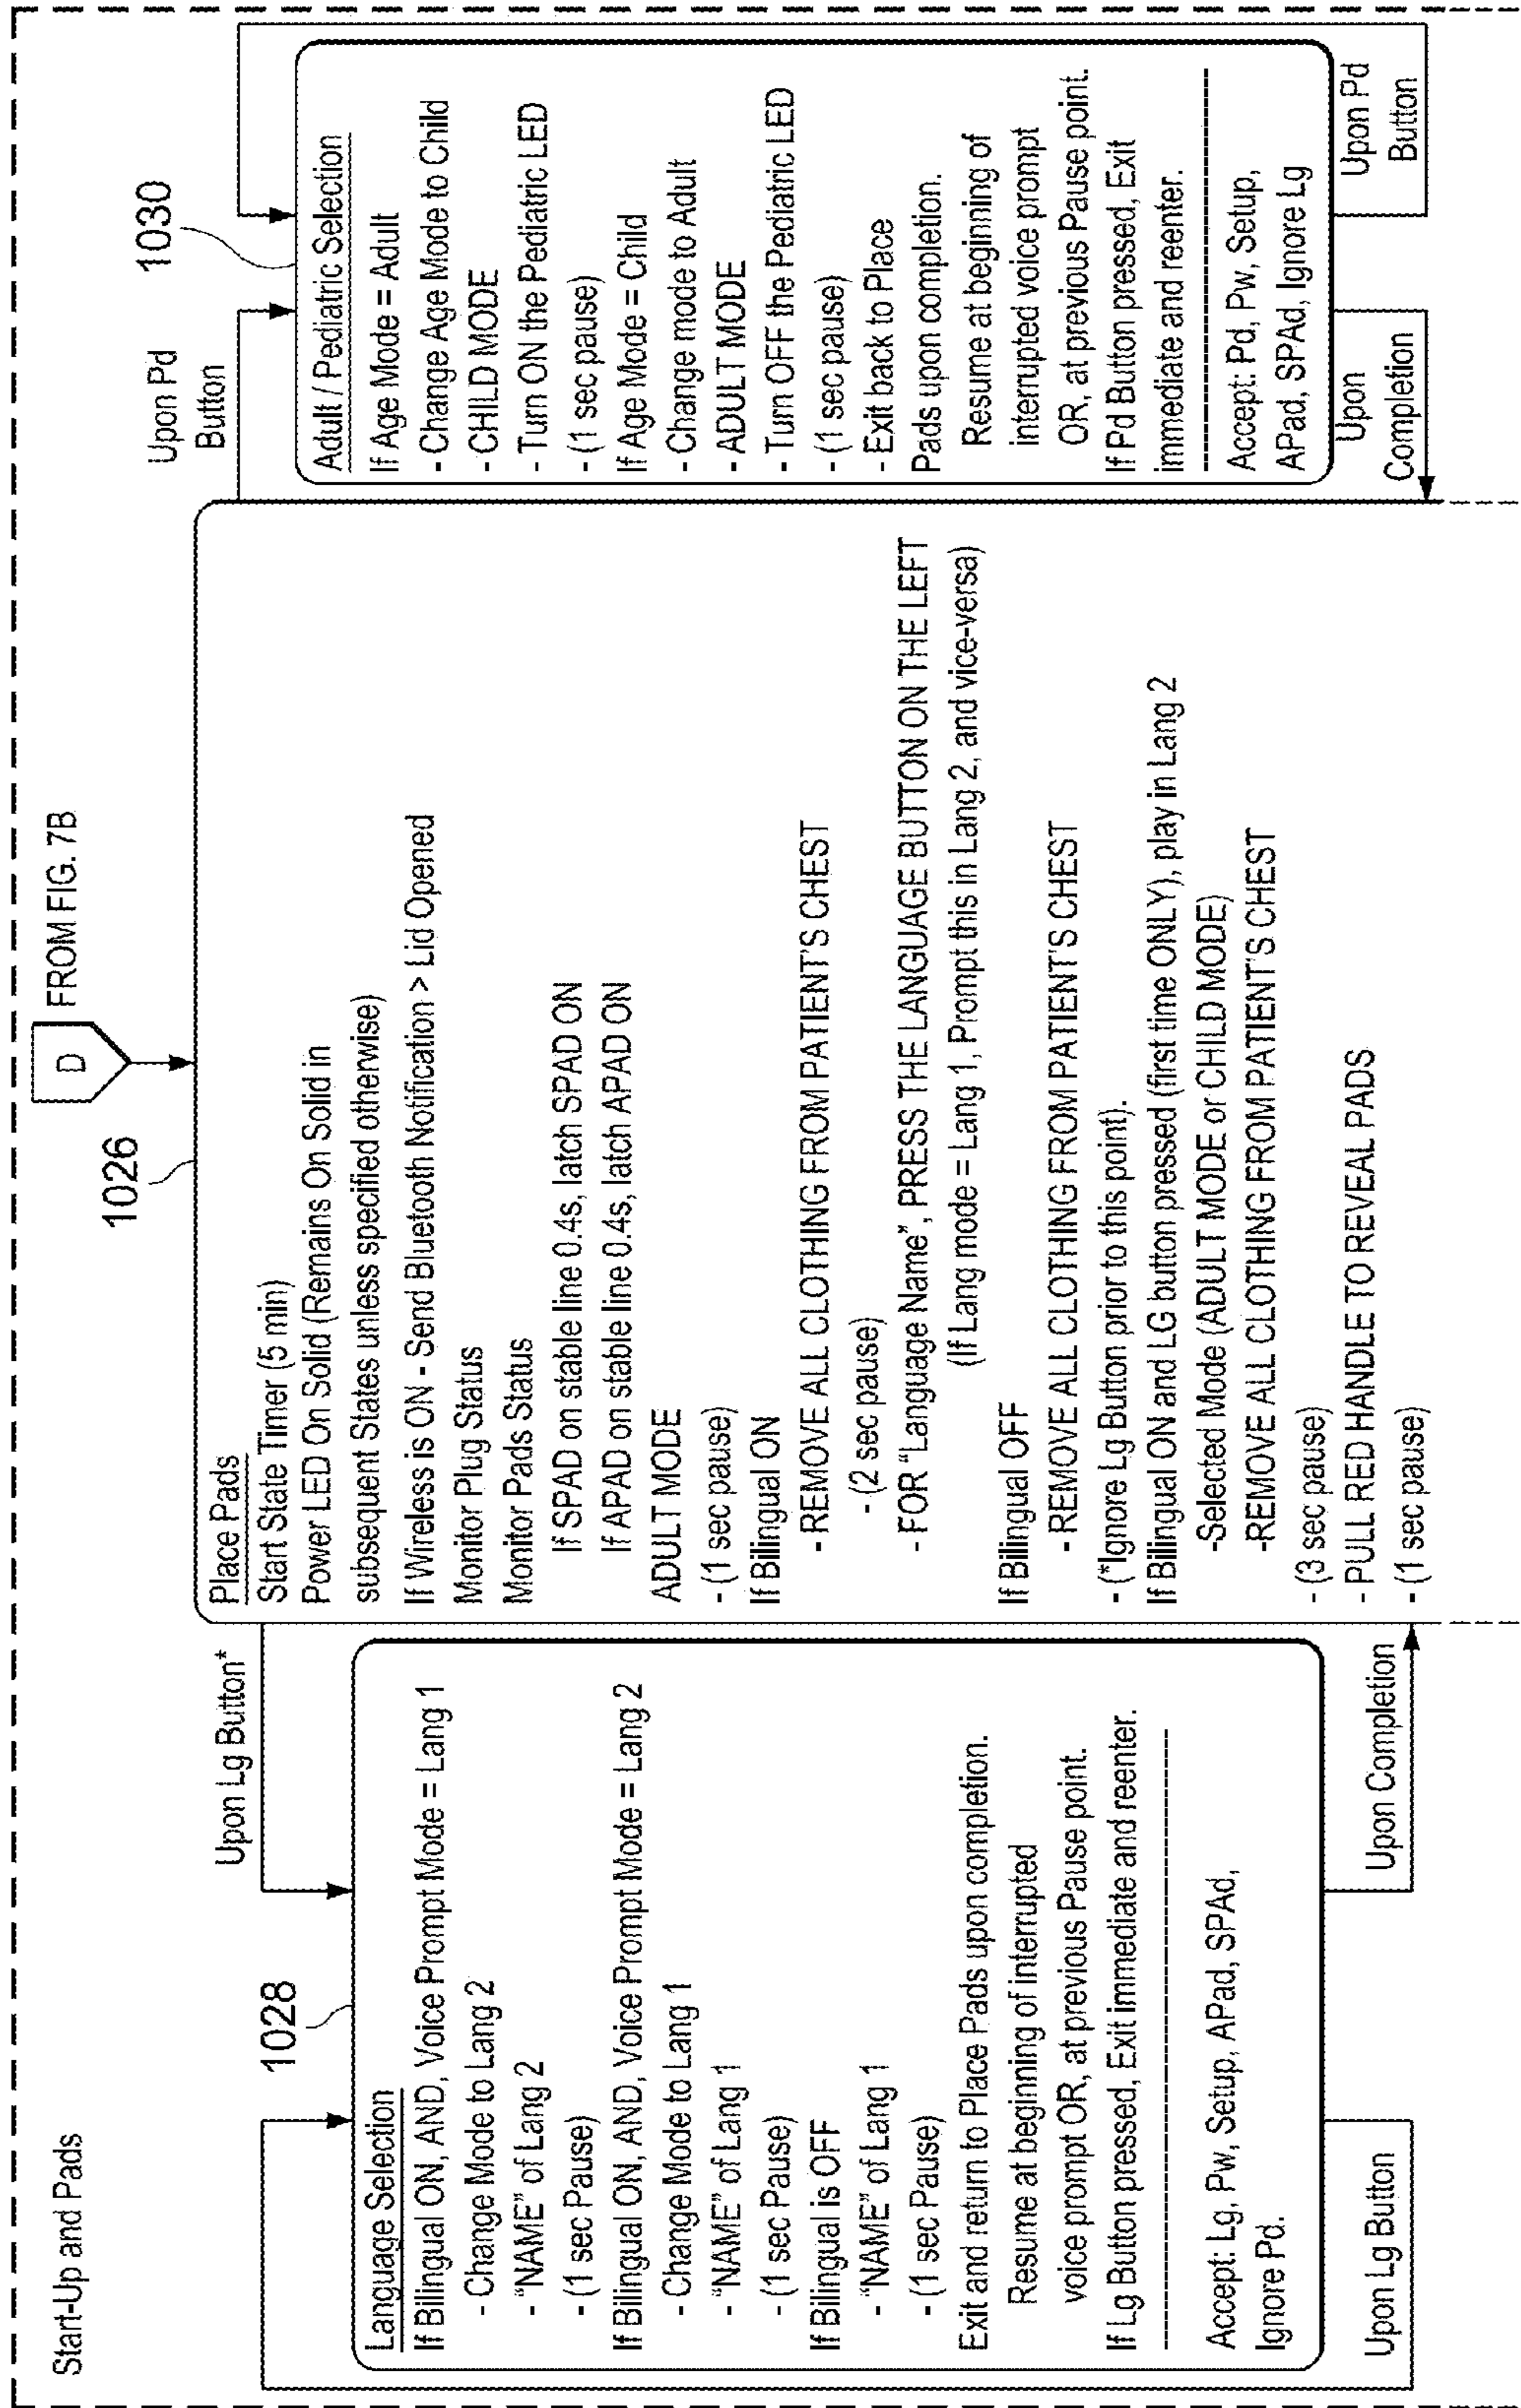 Start-Up and Pads
D
FROM FIG. 7B
1026
1028
1030
Upon Lg Button*
Language Selection
If Bilingual ON, AND, Voice Prompt Mode = Lang 1
- Change Mode to Lang 2
- "NAME" of Lang 2
- (1 sec Pause)
If Bilingual ON, AND, Voice Prompt Mode = Lang 2
- Change Mode to Lang 1
- "NAME" of Lang 1
- (1 sec Pause)
If Bilingual is OFF
- "NAME" of Lang 1
- (1 sec Pause)
Exit and return to Place Pads upon completion.
Resume at beginning of interrupted
voice prompt OR, at previous Pause point.
If Lg Button pressed, Exit immediate and reenter.
Accept: Lg, Pw, Setup, APad, SPAd,
Ignore Pd.
Upon Lg Button
Upon Completion
Place Pads
Start State Timer (5 min)
Power LED On Solid (Remains On Solid in
subsequent States unless specified otherwise)
If Wireless is ON - Send Bluetooth Notification > Lid Opened
Monitor Plug Status
Monitor Pads Status
If SPAD on stable line 0.4s, latch SPAD ON
If APAD on stable line 0.4s, latch APAD ON
ADULT MODE
- (1 sec pause)
If Bilingual ON
- REMOVE ALL CLOTHING FROM PATIENT'S CHEST
- (2 sec pause)
- FOR "Language Name", PRESS THE LANGUAGE BUTTON ON THE LEFT
(If Lang mode = Lang 1, Prompt this in Lang 2, and vice-versa)
If Bilingual OFF
- REMOVE ALL CLOTHING FROM PATIENT'S CHEST
- (*Ignore Lg Button prior to this point).
If Bilingual ON and LG button pressed (first time ONLY), play in Lang 2
-Selected Mode (ADULT MODE or CHILD MODE)
-REMOVE ALL CLOTHING FROM PATIENT'S CHEST
- (3 sec pause)
- PULL RED HANDLE TO REVEAL PADS
- (1 sec pause)
Upon Pd
Button
Adult / Pediatric Selection
If Age Mode = Adult
- Change Age Mode to Child
- CHILD MODE
- Turn ON the Pediatric LED
- (1 sec pause)
If Age Mode = Child
- Change mode to Adult
- ADULT MODE
- Turn OFF the Pediatric LED
- (1 sec pause)
- Exit back to Place
Pads upon completion.
Resume at beginning of
interrupted voice prompt
OR, at previous Pause point.
If Pd Button pressed, Exit
immediate and reenter.
Accept: Pd, Pw, Setup,
APad, SPAd, Ignore Lg
Upon
Completion
Upon Pd
Button